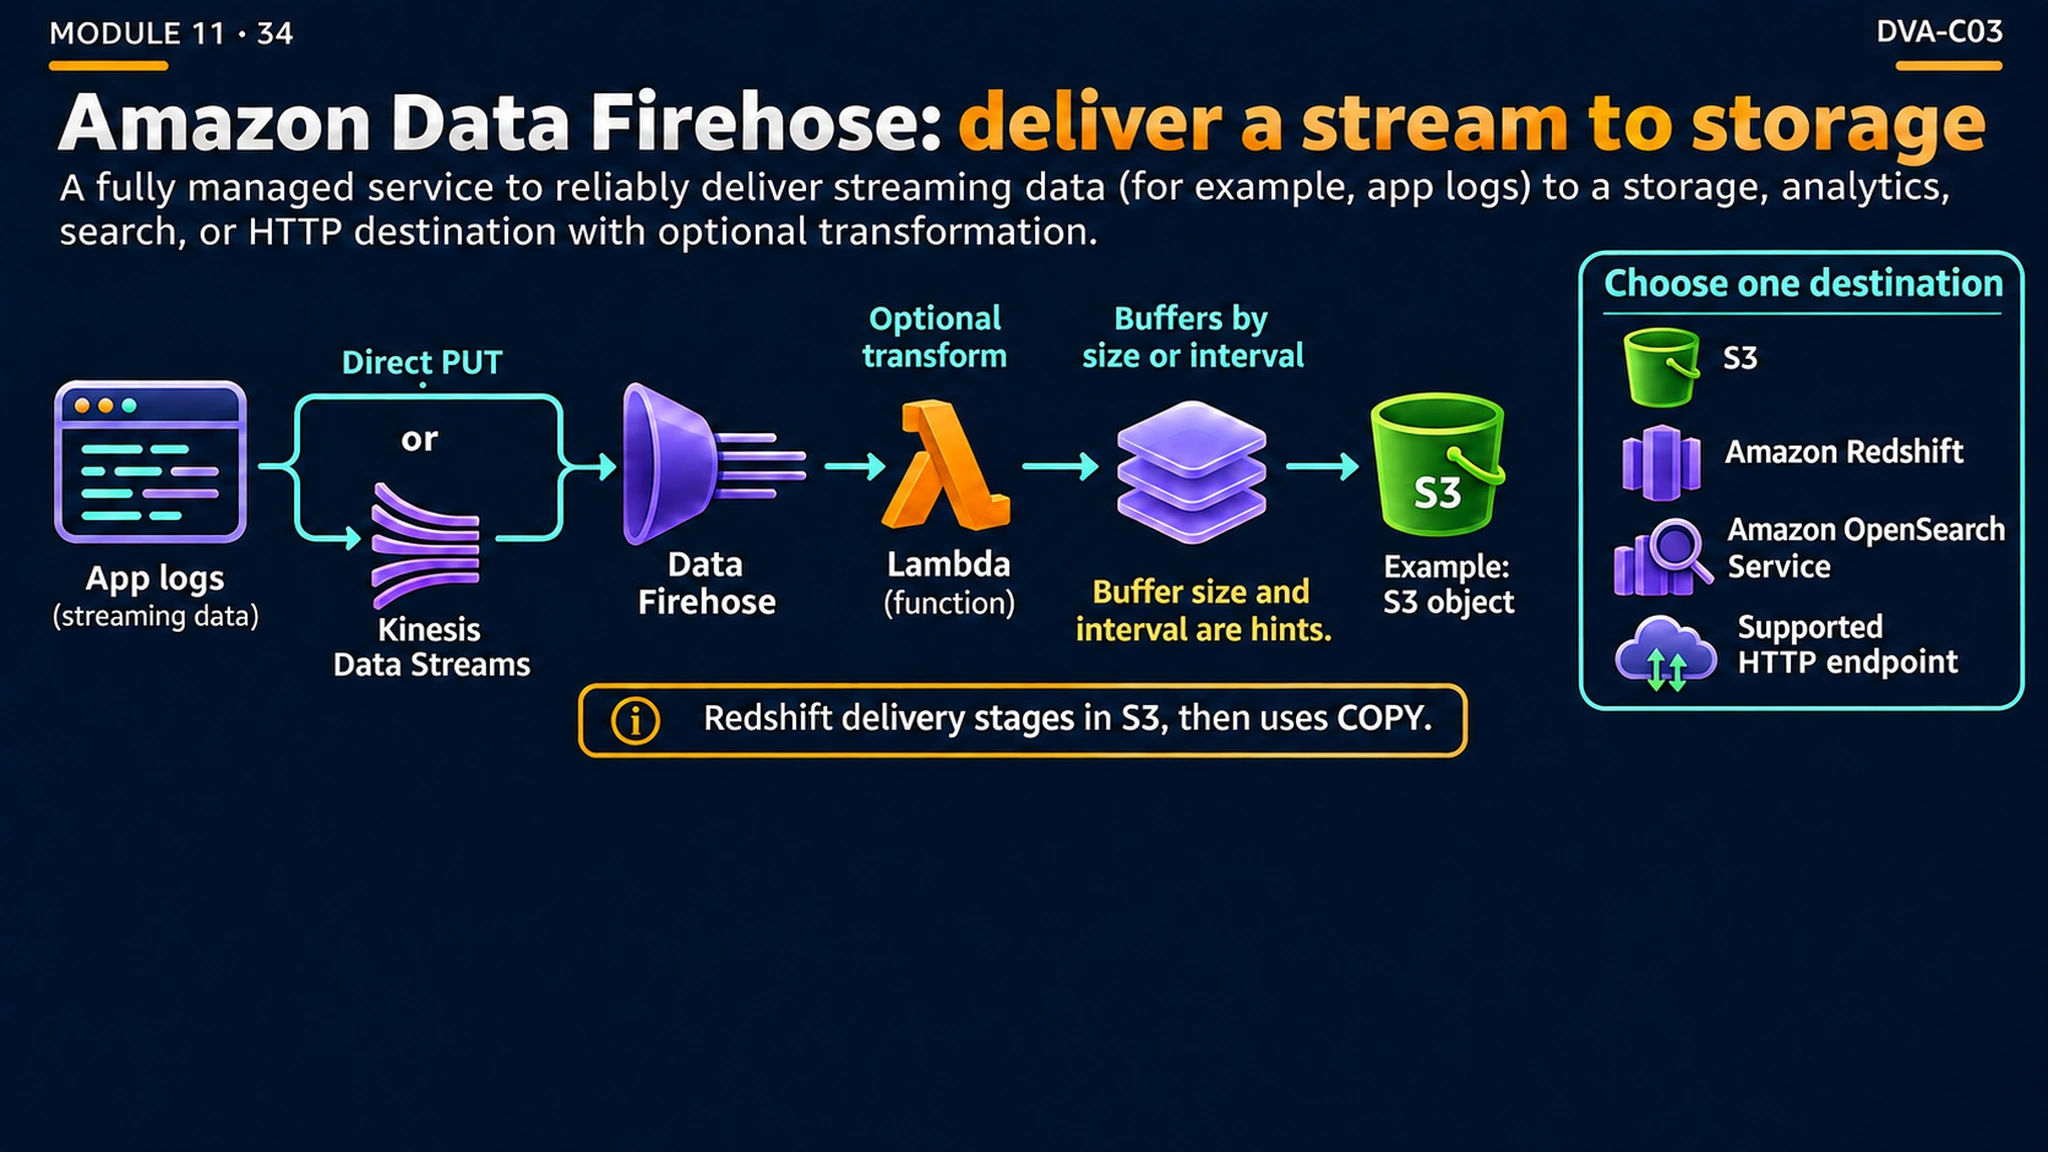 MODULE 11 • 34
DVA-C03
Amazon Data Firehose: deliver a stream to storage
A fully managed service to reliably deliver streaming data (for example, app logs) to a storage, analytics,
search, or HTTP destination with optional transformation.
Direct PUT
or
App logs
(streaming data)
Kinesis
Data Streams
Data
Firehose
Optional
transform
Lambda
(function)
Buffers by
size or interval
Buffer size and
interval are hints.
S3
Example:
S3 object
Choose one destination
S3
Amazon Redshift
Amazon OpenSearch
Service
Supported
HTTP endpoint
Redshift delivery stages in S3, then uses COPY.